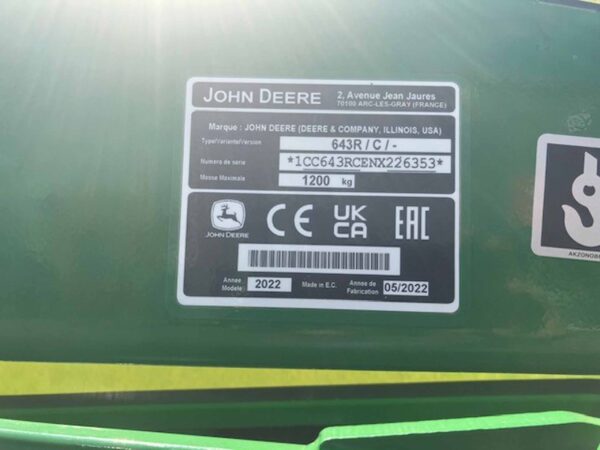 JOHN DEERE
2, Avenue Jean Jaures
70100 ARC-LES-GRAY (FRANCE)
Marque : JOHN DEERE (DEERE & COMPANY, ILLINOIS, USA)
Type/Variante/Version 643R / C / -
Numero de serie *1CC643RCENX226353*
Masse Maximale 1200 kg
JOHN DEERE CE UK CA EAC
Année Modele: 2022 Made in E.C. Année de Fabrication 05/2022